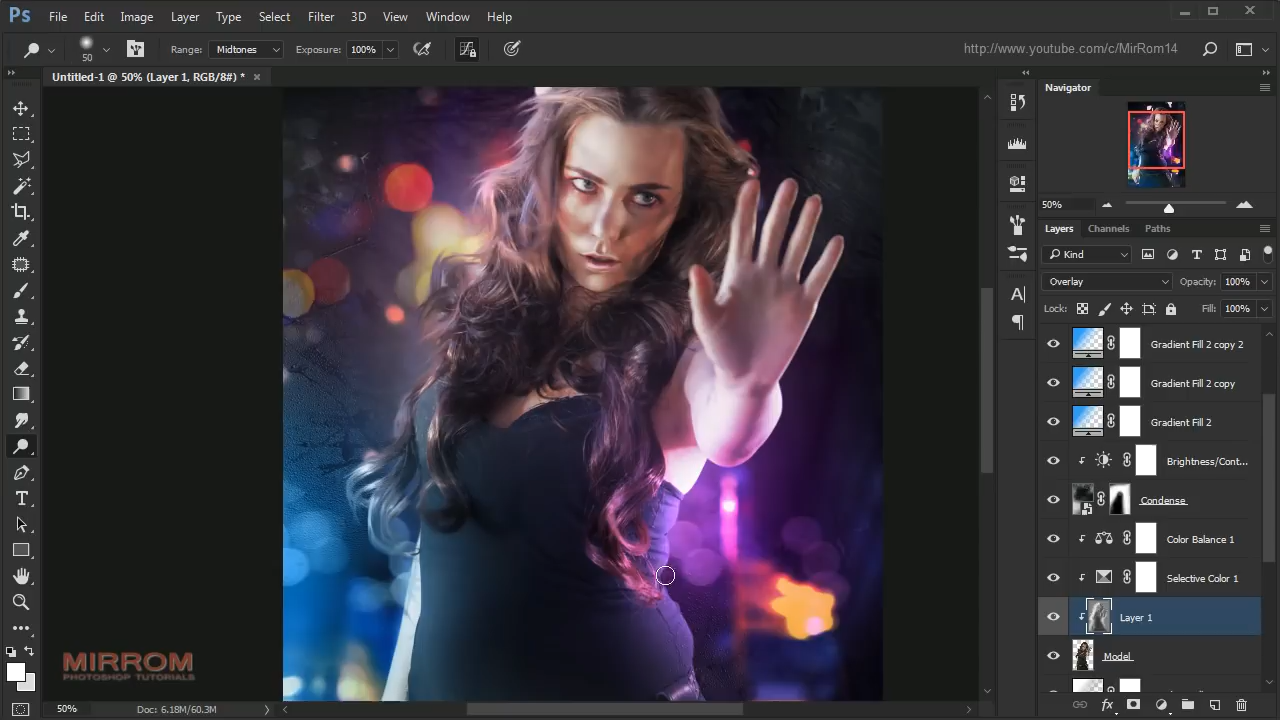 Ps File Edit Image Layer Type Select Filter 3D View Window Help
50 Range: Midtones Exposure: 100% http://www.youtube.com/c/MirRom14
Untitled-1 @ 50% (Layer 1, RGB/8#) *
Navigator
50%
Layers Channels Paths
Kind
Overlay Opacity: 100%
Lock: Fill: 100%
Gradient Fill 2 copy 2
Gradient Fill 2 copy
Gradient Fill 2
Brightness/Cont...
Condense
Color Balance 1
Selective Color 1
Layer 1
Model
MIRROM
PHOTOSHOP TUTORIALS
50% Doc: 6.18M/60.3M